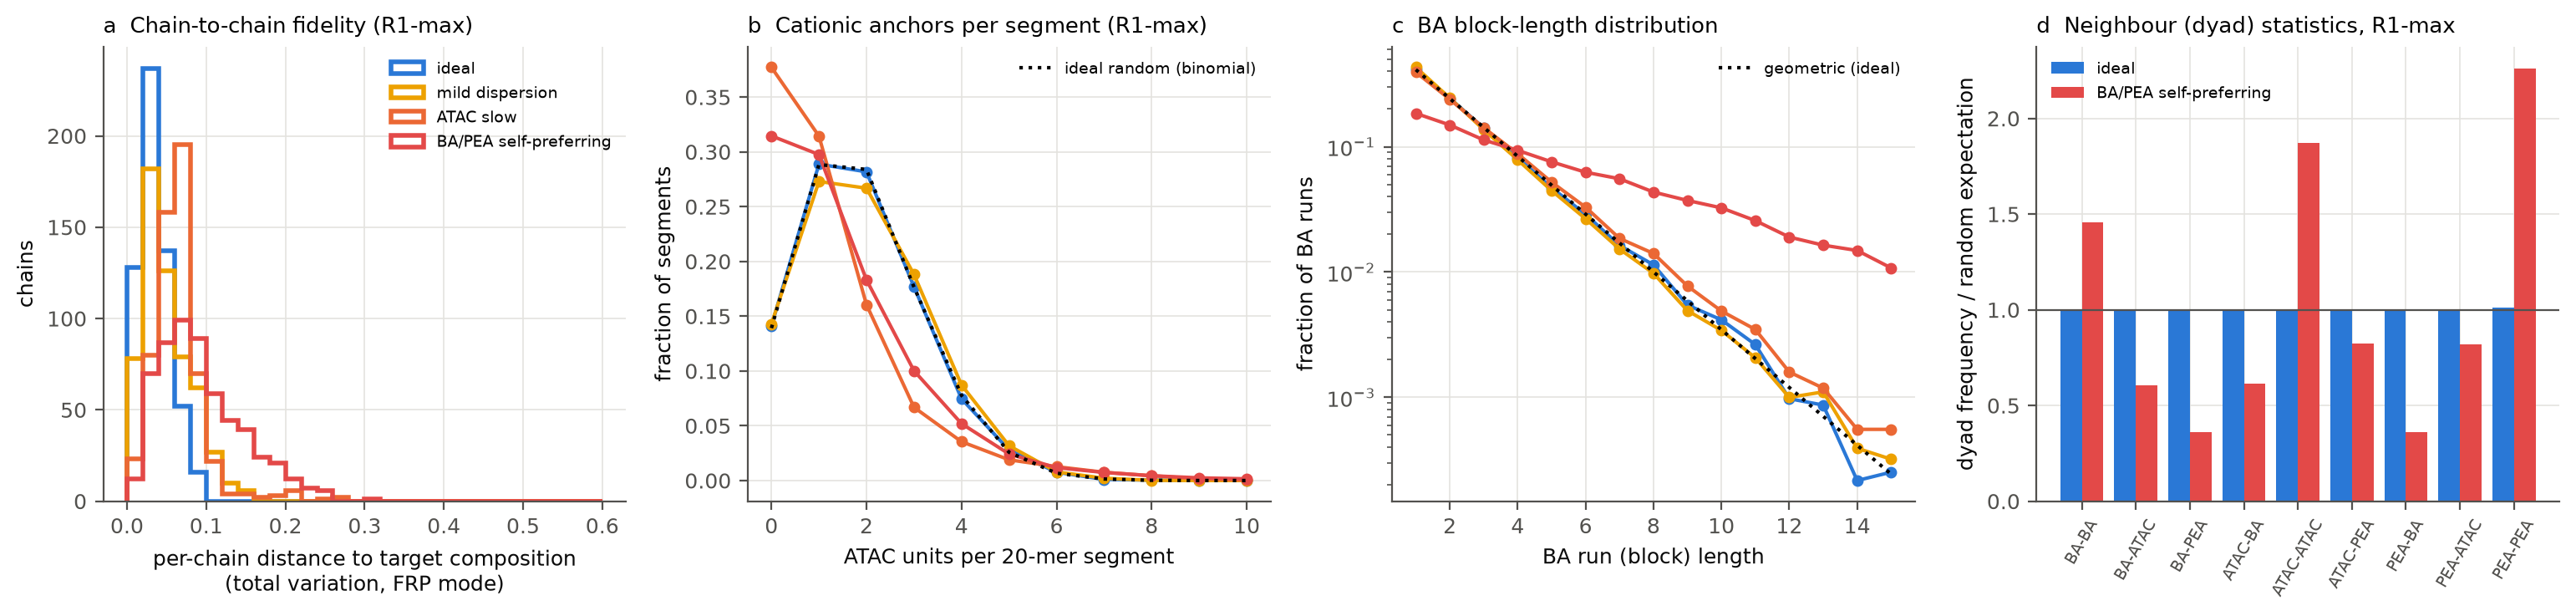 a Chain-to-chain fidelity (R1-max)
chains
200
150
100
50
0
0.0 0.1 0.2 0.3 0.4 0.5 0.6
per-chain distance to target composition
(total variation, FRP mode)
ideal
mild dispersion
ATAC slow
BA/PEA self-preferring
b Cationic anchors per segment (R1-max)
fraction of segments
0.35
0.30
0.25
0.20
0.15
0.10
0.05
0.00
0 2 4 6 8 10
ATAC units per 20-mer segment
ideal random (binomial)
c BA block-length distribution
fraction of BA runs
10⁻¹
10⁻²
10⁻³
2 4 6 8 10 12 14
BA run (block) length
geometric (ideal)
d Neighbour (dyad) statistics, R1-max
dyad frequency / random expectation
2.0
1.5
1.0
0.5
0.0
ideal
BA/PEA self-preferring
BA-BA
BA-ATAC
BA-PEA
ATAC-BA
ATAC-ATAC
ATAC-PEA
PEA-BA
PEA-ATAC
PEA-PEA